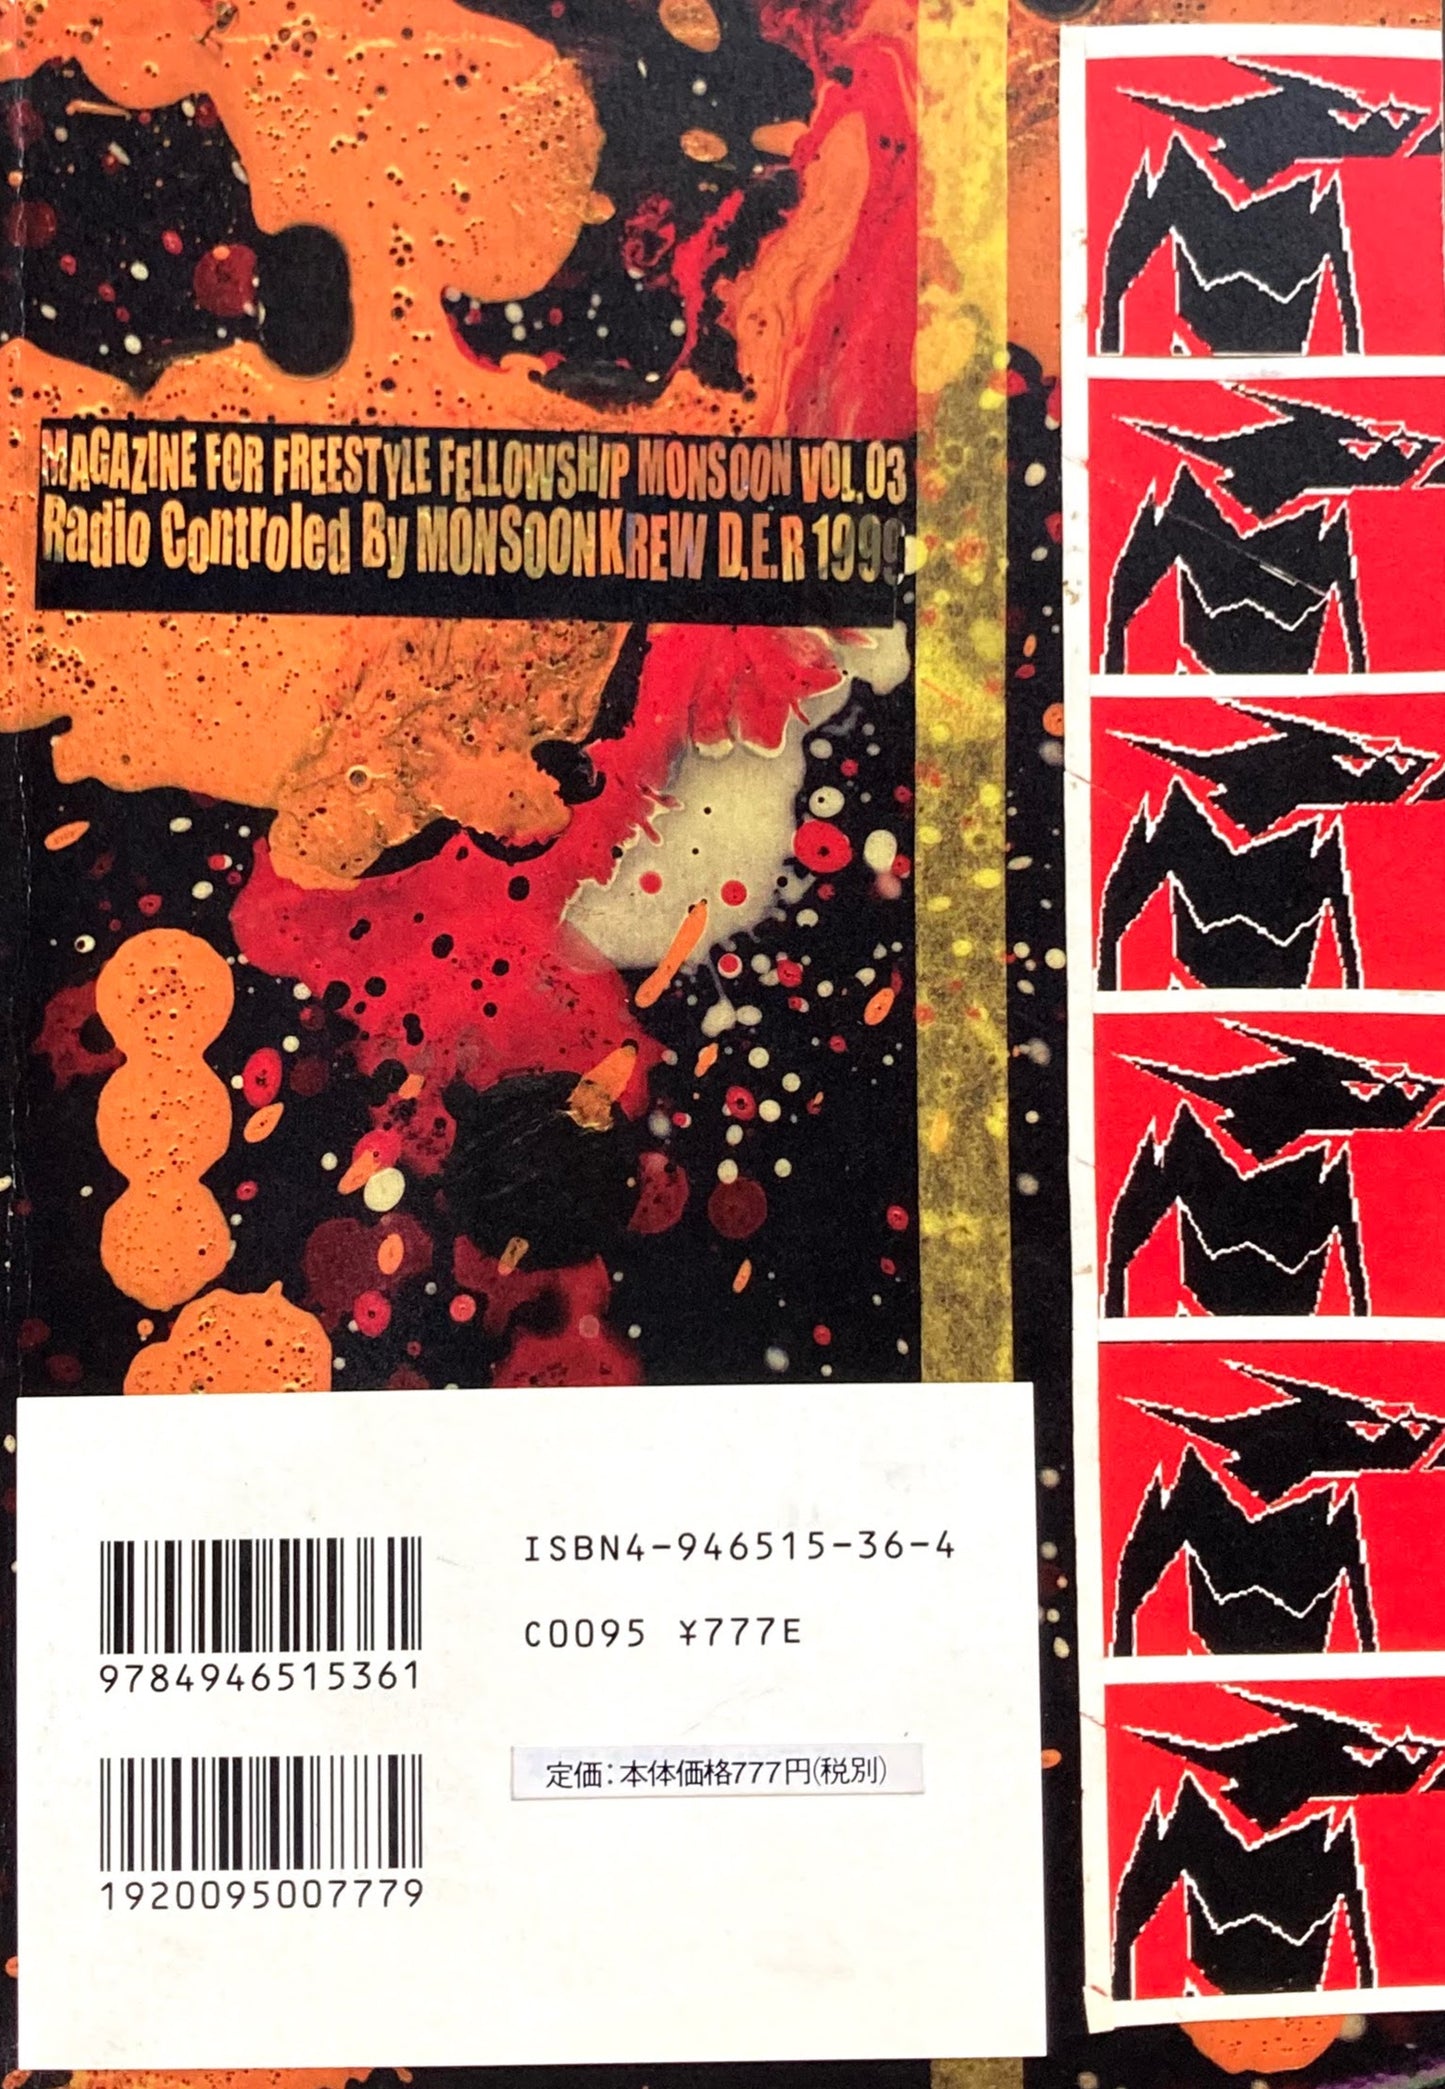 MAGAZINE FOR FREESTYLE FELLOWSHIP MONSOON VOL.03
Radio Controled By MONSOONKREW D.E.R 1999
ISBN4-946515-36-4
C0095 ¥777E
9784946515361
定価：本体価格777円(税別)
1920095007779